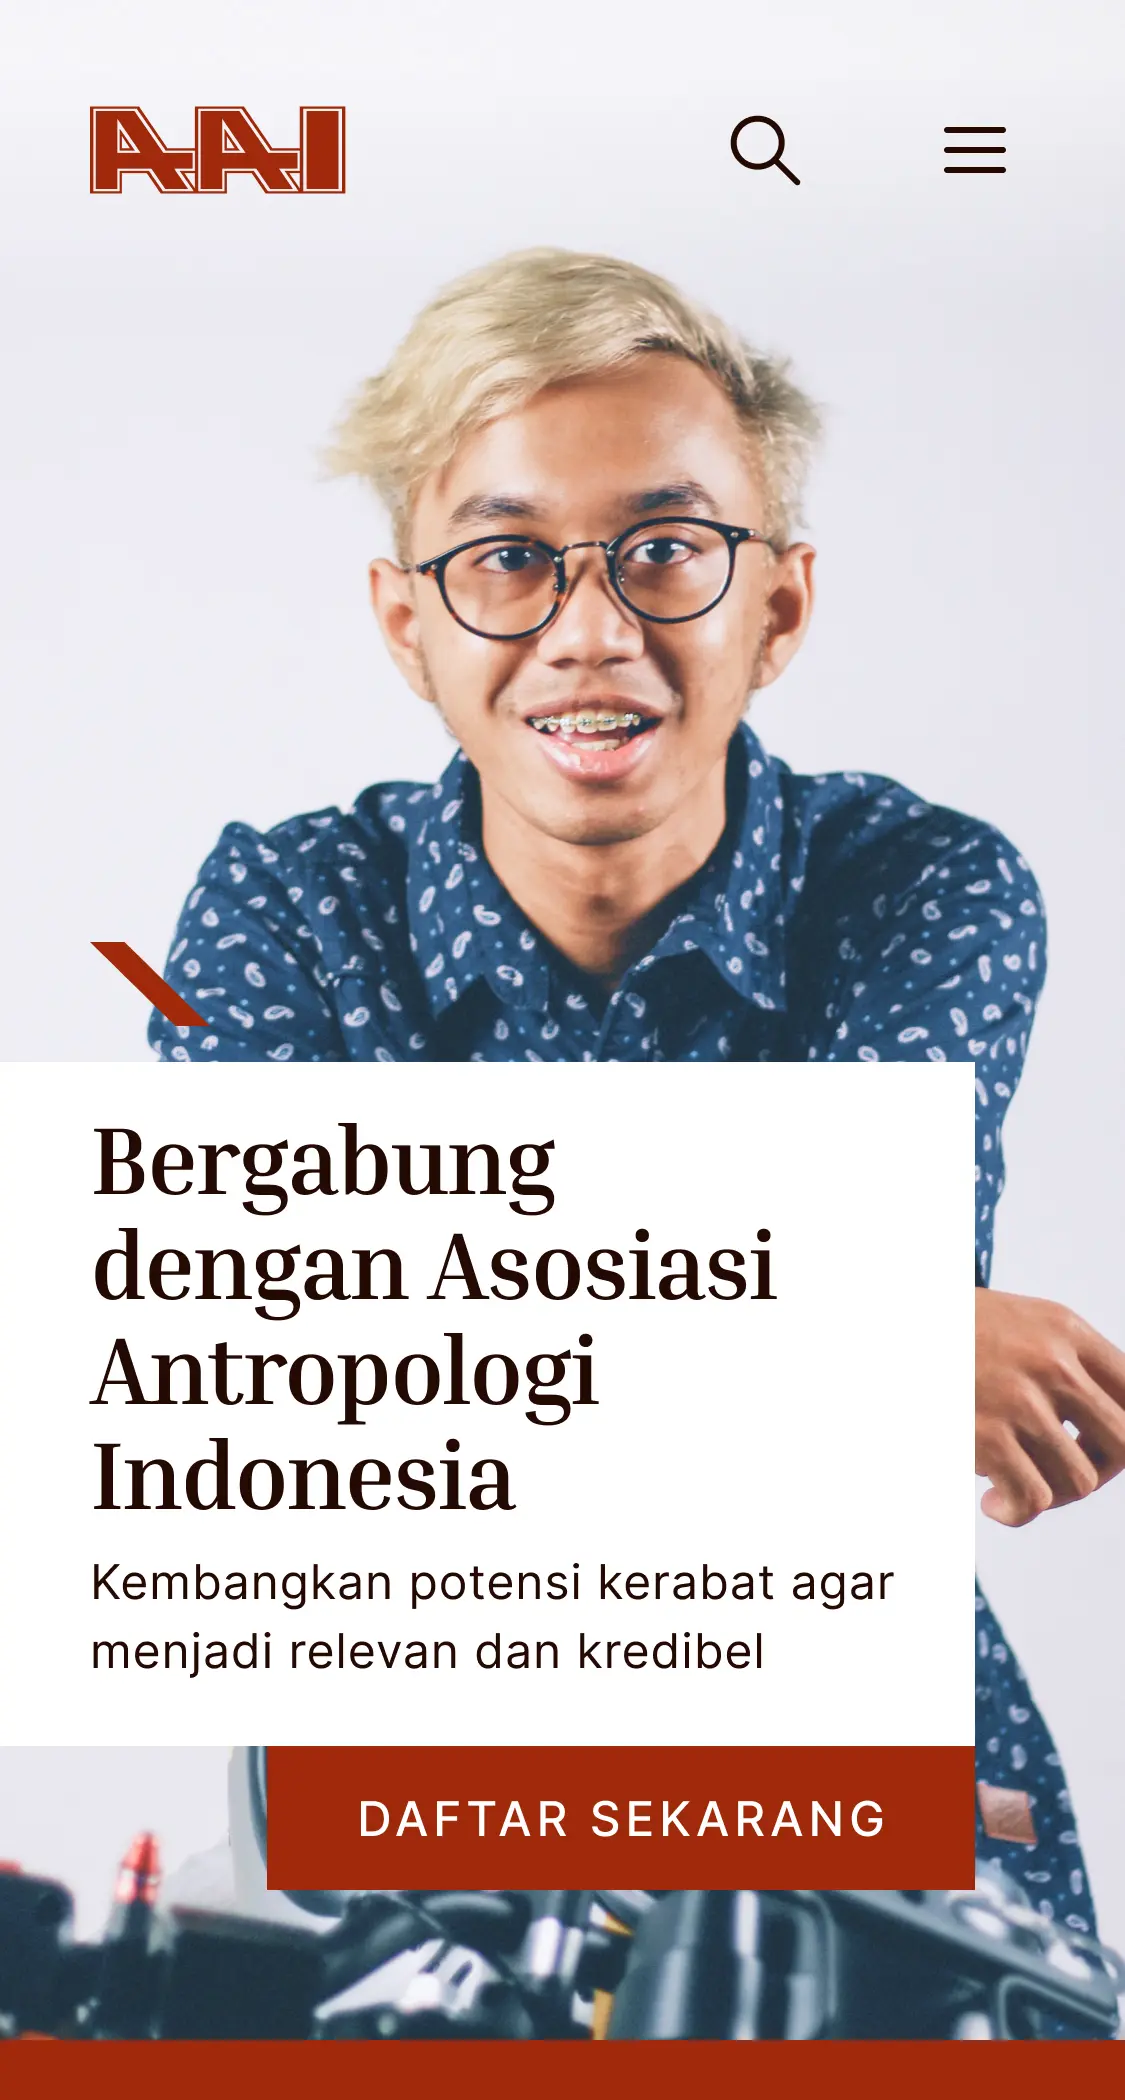 AAI
Bergabung
dengan Asosiasi
Antropologi
Indonesia
Kembangkan potensi kerabat agar
menjadi relevan dan kredibel
DAFTAR SEKARANG